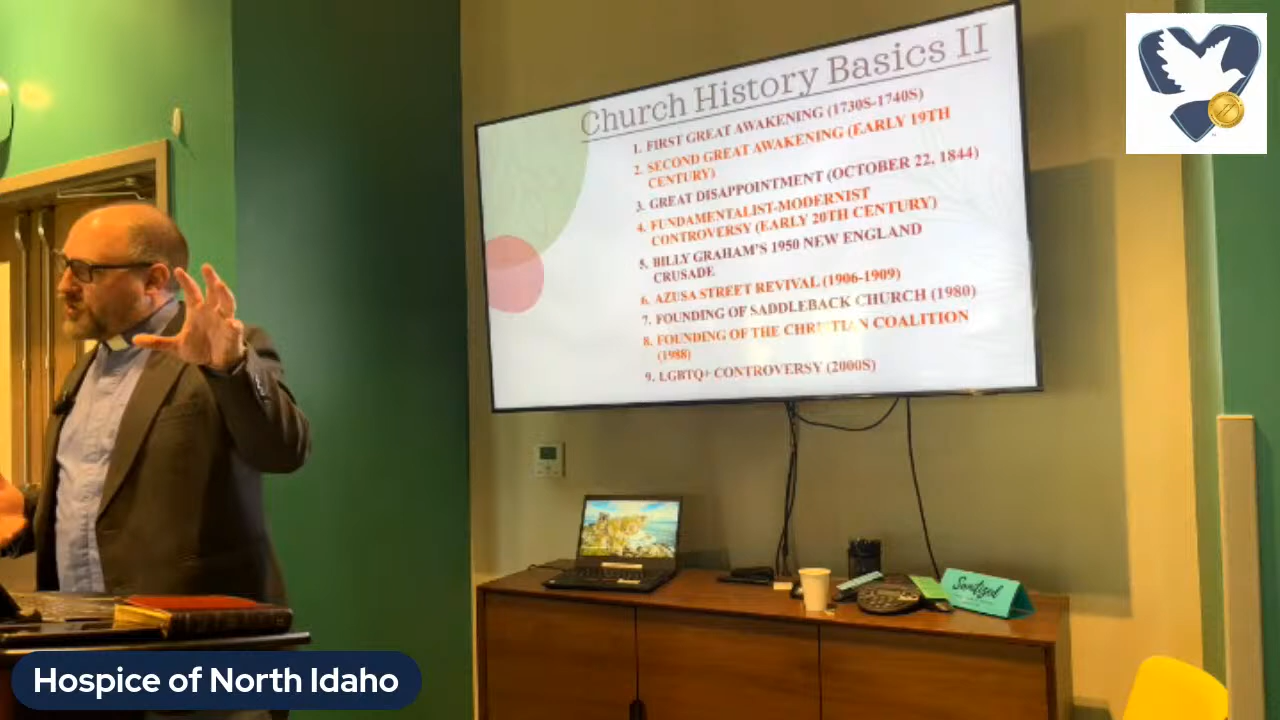 Church History Basics II
1. FIRST GREAT AWAKENING (1730S-1740S)
2. SECOND GREAT AWAKENING (EARLY 19TH
CENTURY)
3. GREAT DISAPPOINTMENT (OCTOBER 22, 1844)
4. FUNDAMENTALIST-MODERNIST
CONTROVERSY (EARLY 20TH CENTURY)
5. BILLY GRAHAM'S 1950 NEW ENGLAND
CRUSADE
6. AZUSA STREET REVIVAL (1906-1909)
7. FOUNDING OF SADDLEBACK CHURCH (1980)
8. FOUNDING OF THE CHRISTIAN COALITION
(1988)
9. LGBTQ+ CONTROVERSY (2000S)
Sanitized
Hospice of North Idaho